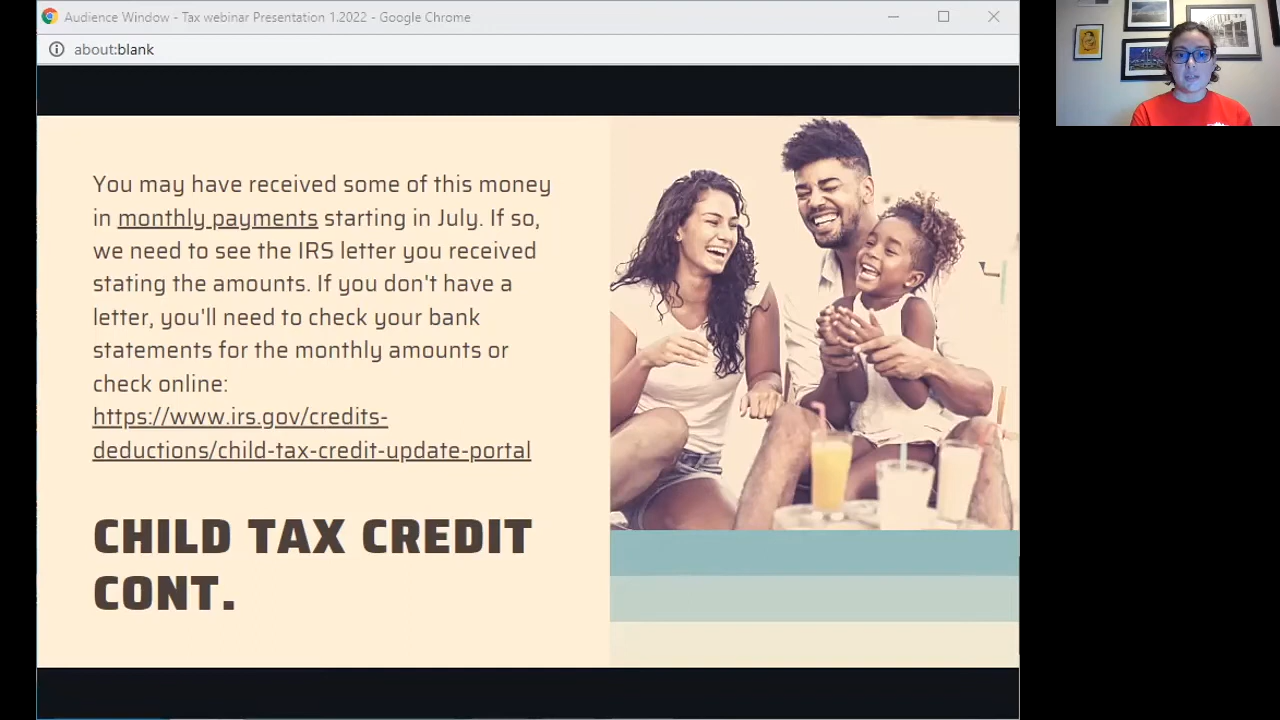 Audience Window - Tax webinar Presentation 1.2022 - Google Chrome
about:blank
You may have received some of this money
in monthly payments starting in July. If so,
we need to see the IRS letter you received
stating the amounts. If you don't have a
letter, you'll need to check your bank
statements for the monthly amounts or
check online:
https://www.irs.gov/credits-
deductions/child-tax-credit-update-portal
CHILD TAX CREDIT
CONT.